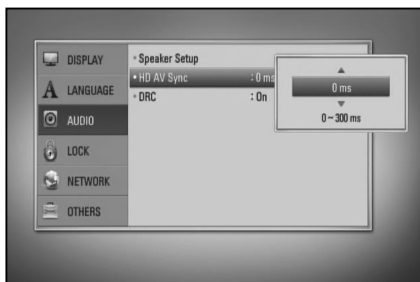 DISPLAY
LANGUAGE
AUDIO
LOCK
NETWORK
OTHERS
Speaker Setup
HD AV Sync : 0 ms
DRC : On
0 ms
0 ~ 300 ms